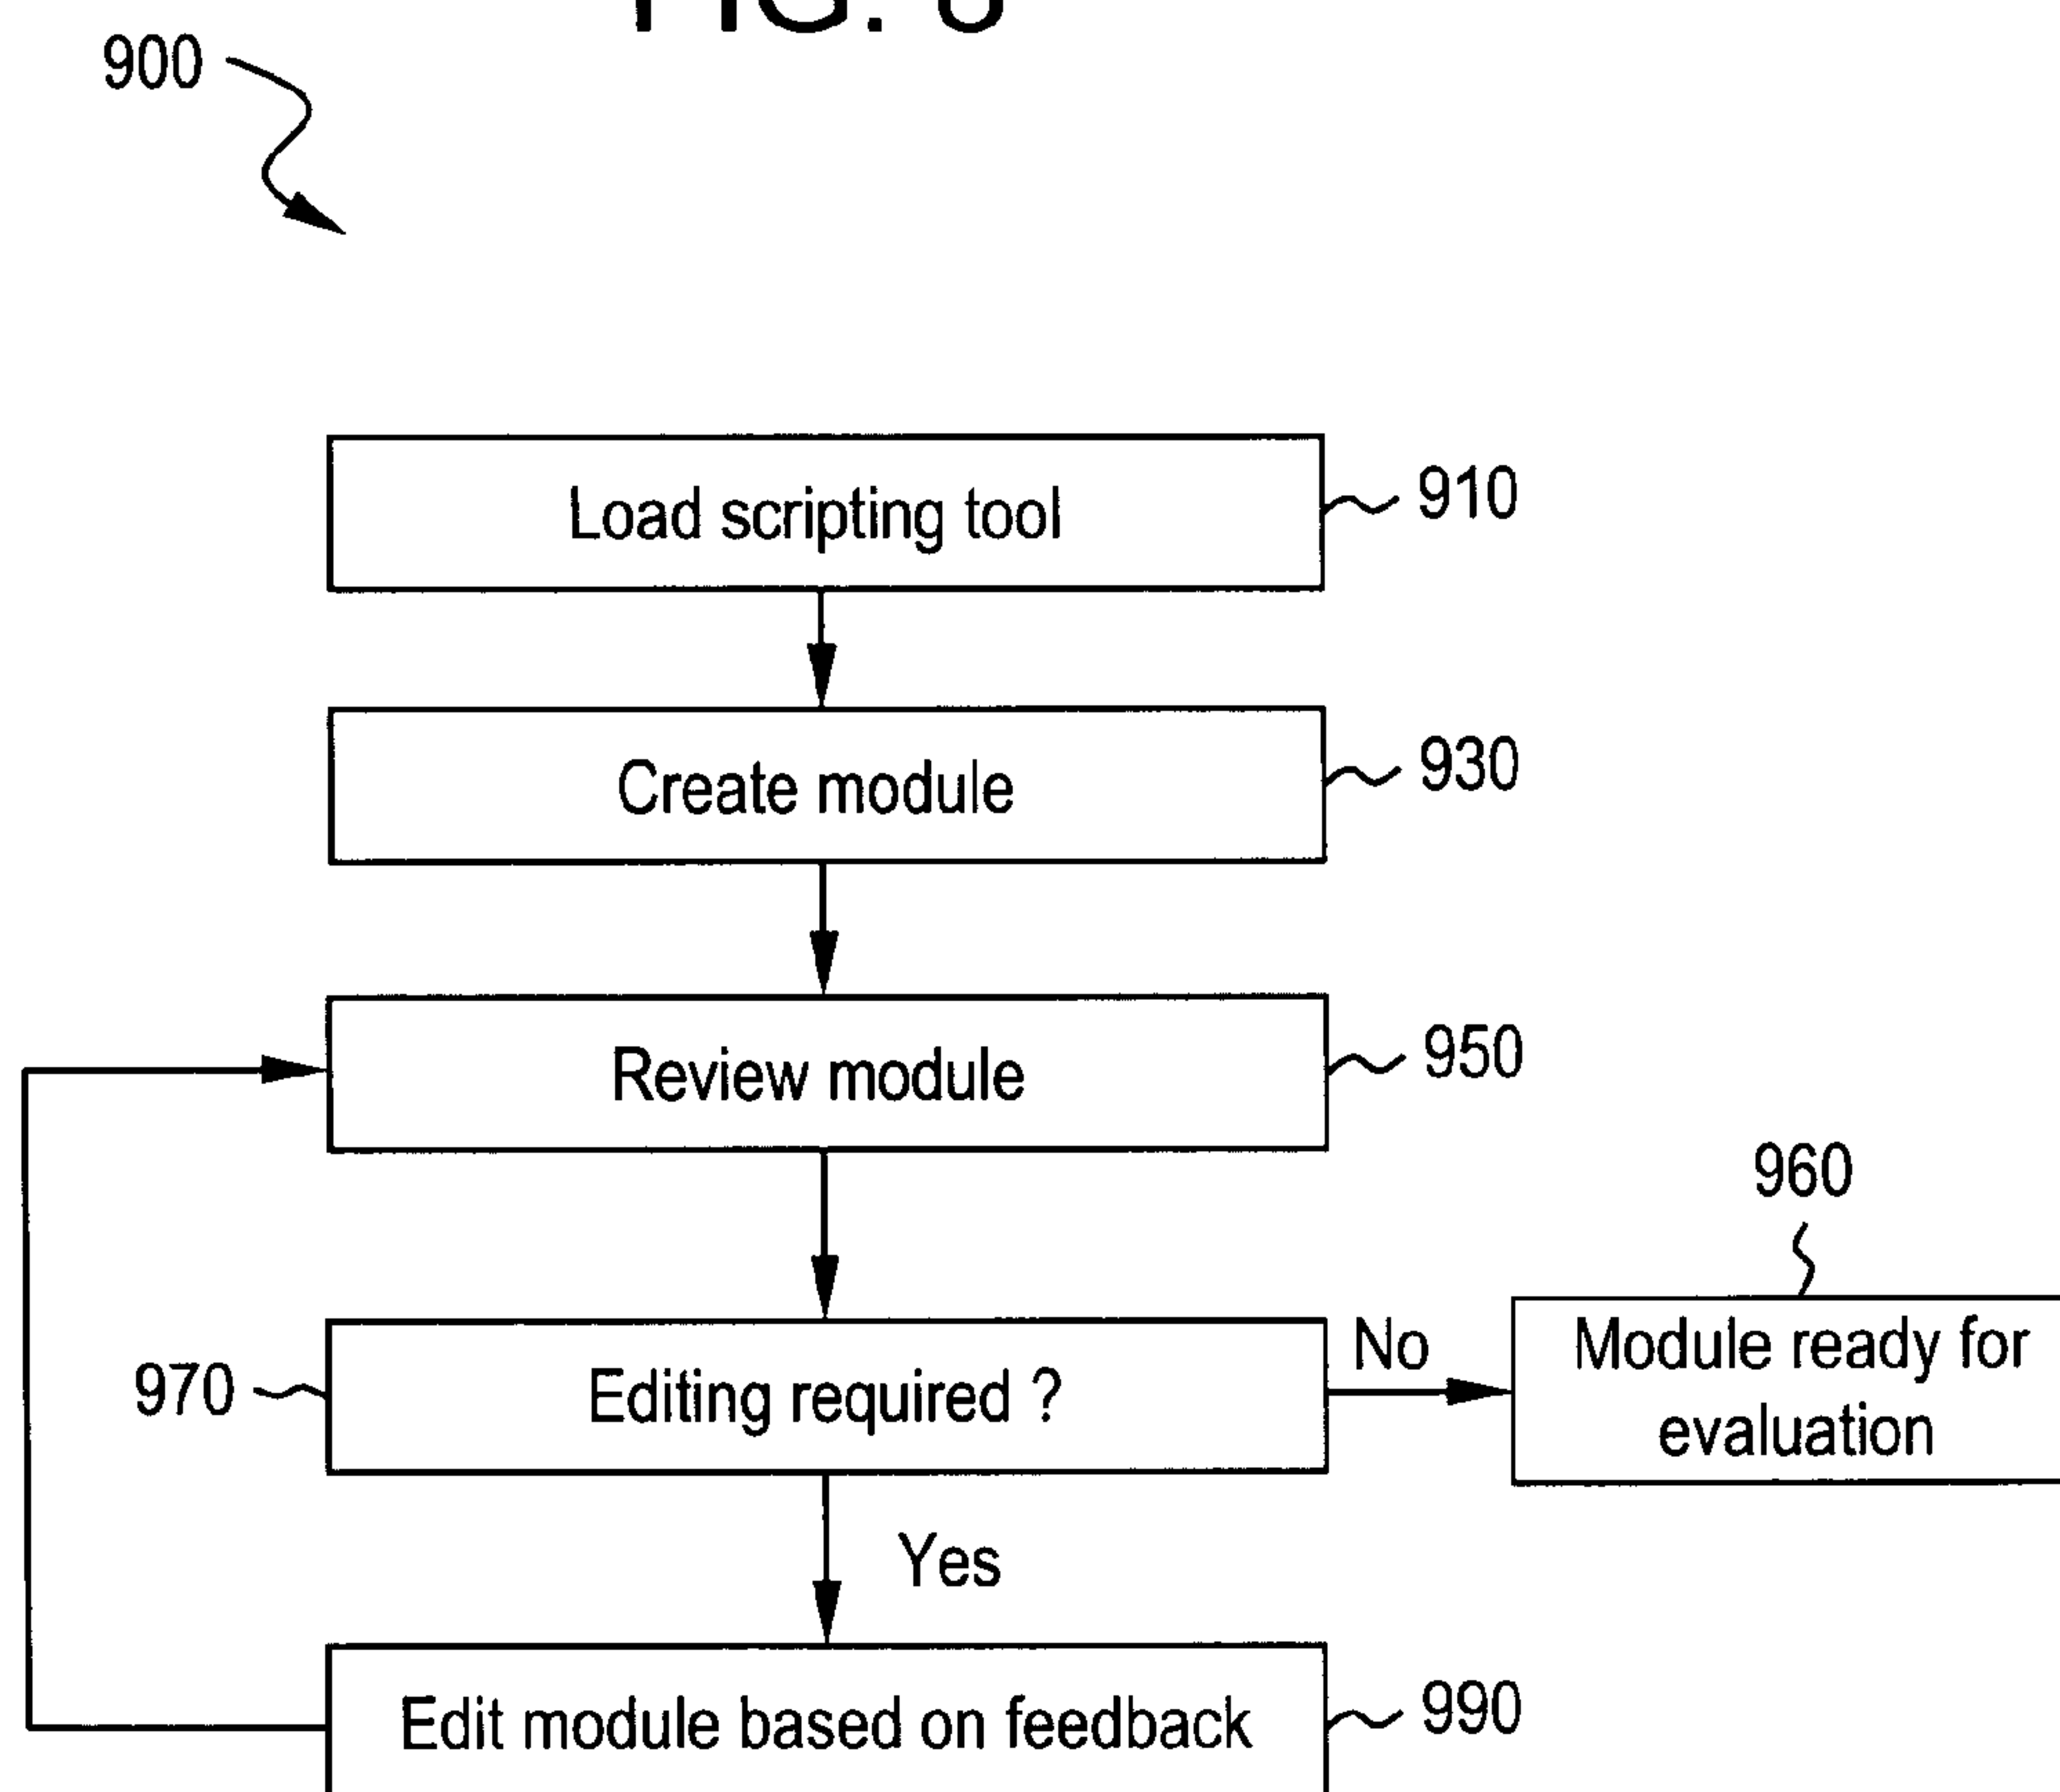 FIG.
900
Load scripting tool
910
Create module
930
Review module
950
960
Module ready for
evaluation
No
970
Editing required ?
Yes
Edit module based on feedback
990